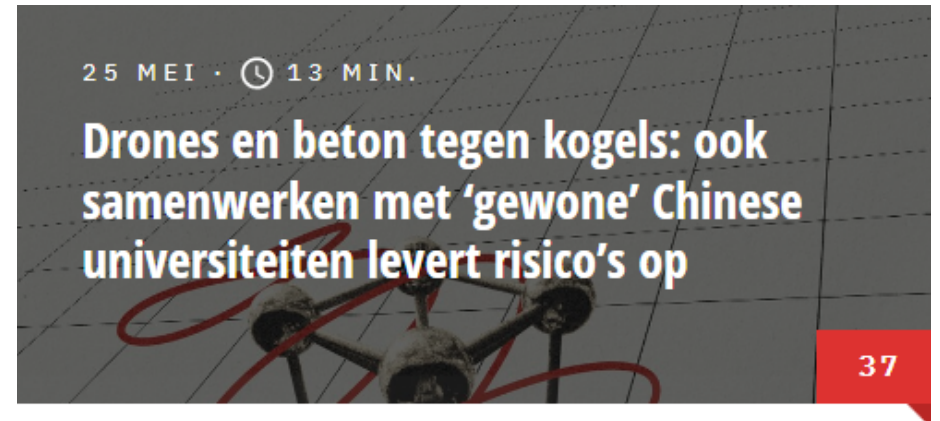 25 MEI · 13 MIN.
Drones en beton tegen kogels: ook
samenwerken met ‘gewone’ Chinese
universiteiten levert risico’s op
37